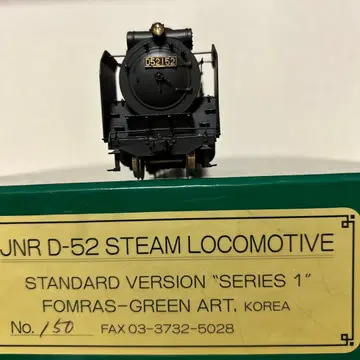 D52152
JNR D-52 STEAM LOCOMOTIVE
STANDARD VERSION "SERIES 1"
FOMRAS-GREEN ART. KOREA
No. 150 FAX 03-3732-5028